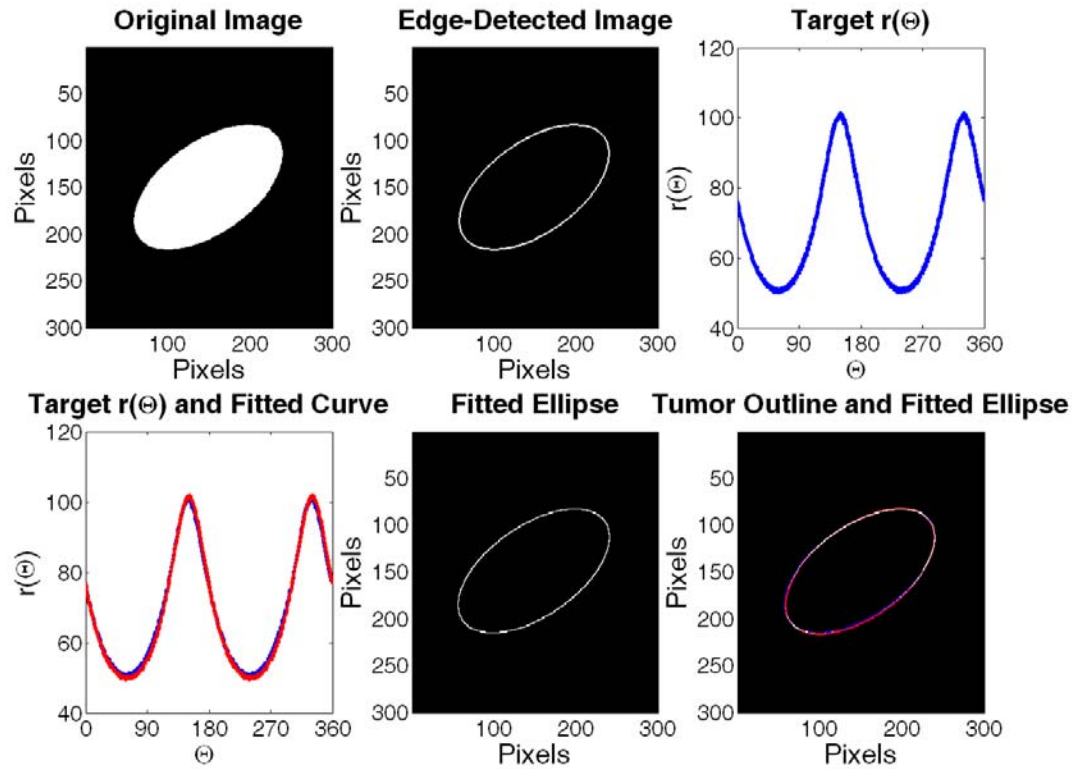 Original Image
50
100
150
200
250
300
Pixels
100 200 300
Pixels
Edge-Detected Image
50
100
150
200
250
300
Pixels
100 200 300
Pixels
Target r(Θ)
120
100
80
60
40
r(Θ)
0 90 180 270 360
Θ
Target r(Θ) and Fitted Curve
120
100
80
60
40
r(Θ)
0 90 180 270 360
Θ
Fitted Ellipse
50
100
150
200
250
300
Pixels
100 200 300
Pixels
Tumor Outline and Fitted Ellipse
50
100
150
200
250
300
Pixels
100 200 300
Pixels